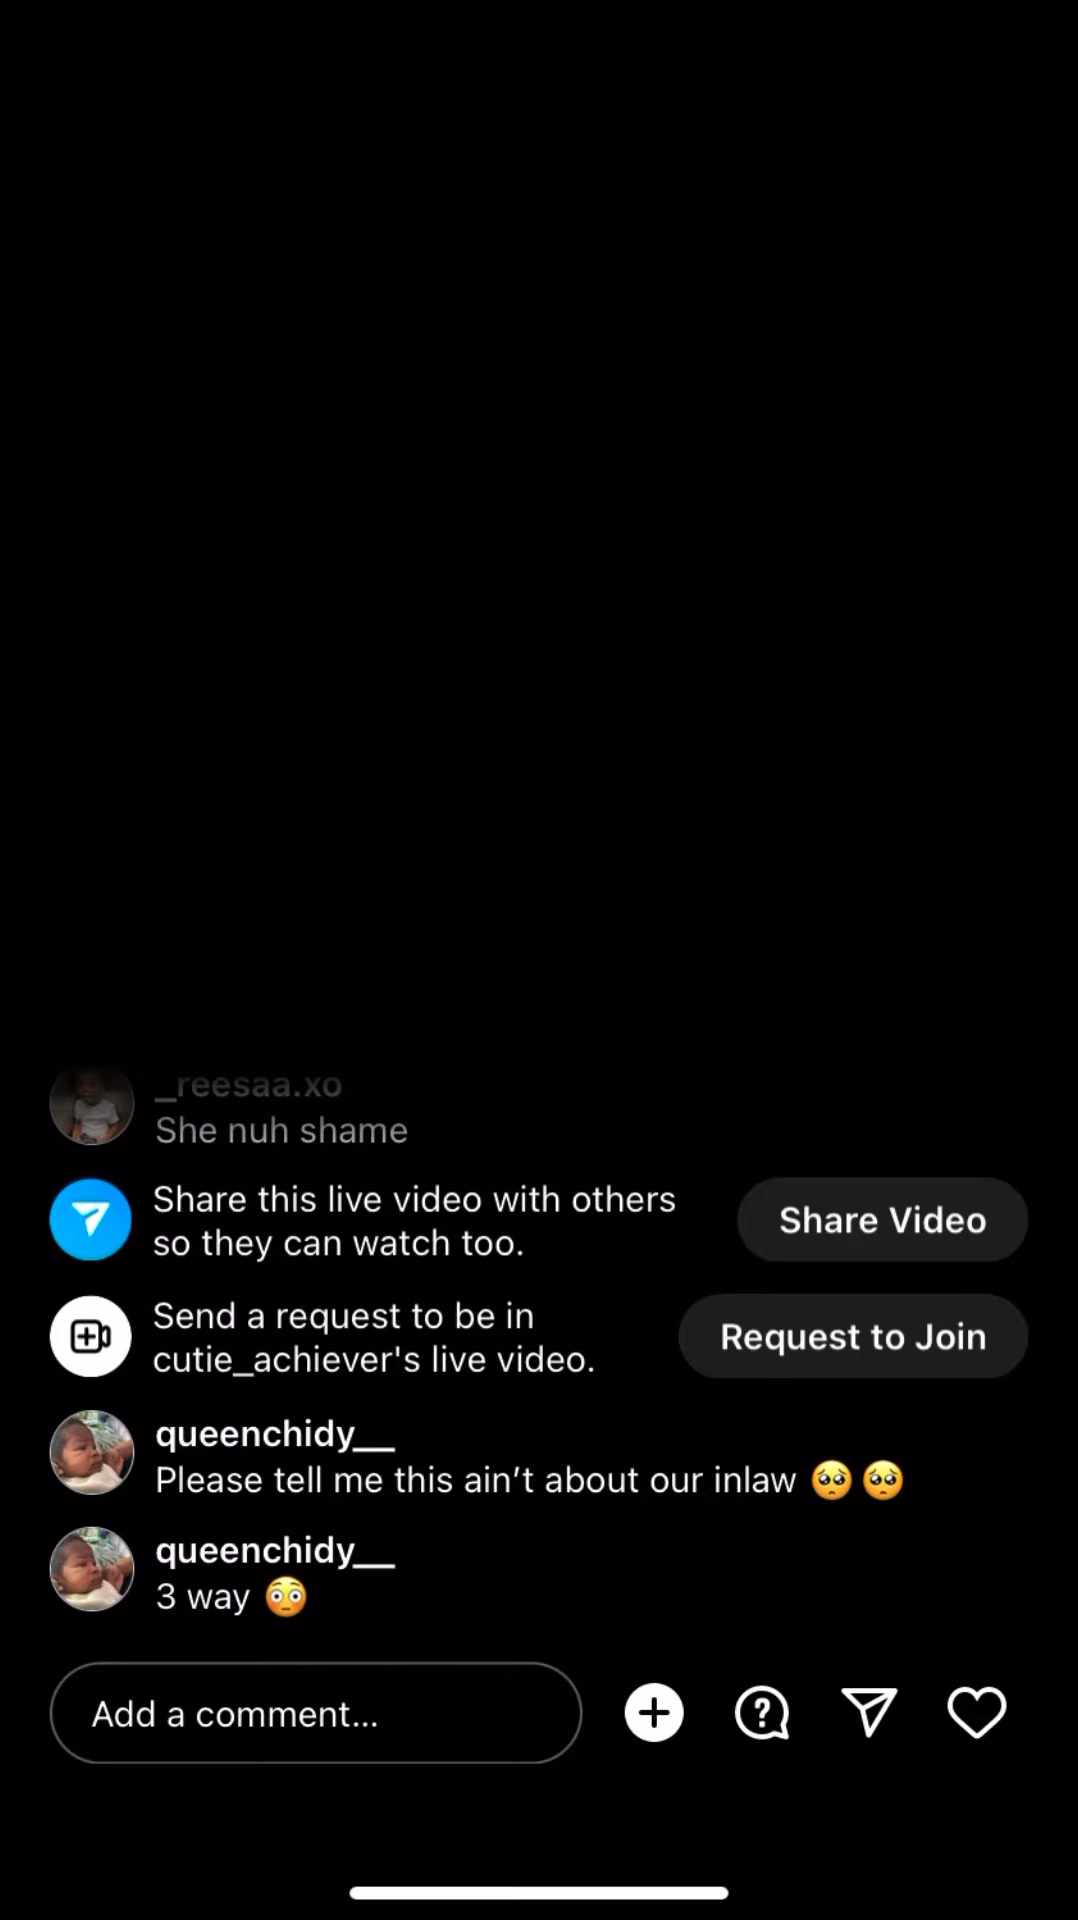 _reesaa.xo
She nuh shame
Share this live video with others
so they can watch too.
Share Video
Send a request to be in
cutie_achiever's live video.
Request to Join
queenchidy__
Please tell me this ain’t about our inlaw 🥺 🥺
queenchidy__
3 way 😳
Add a comment...